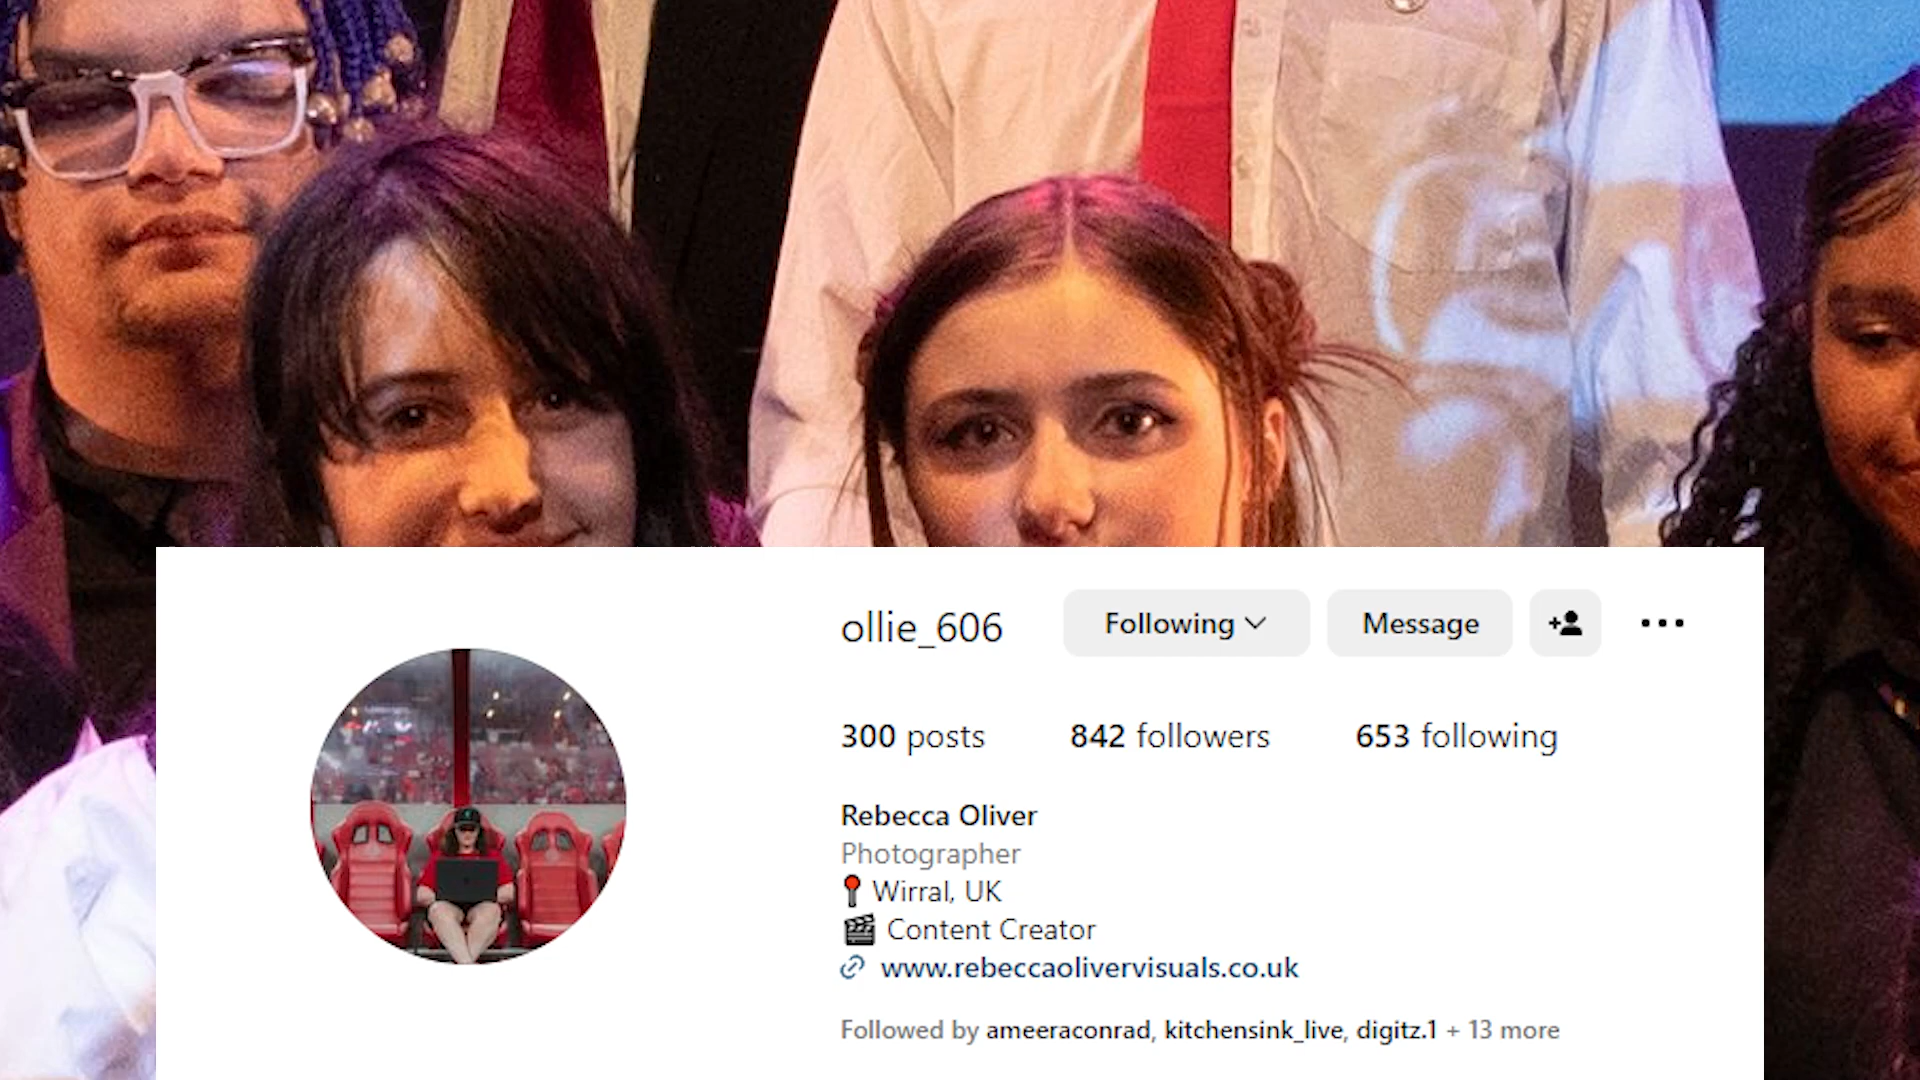 ollie_606 Following Message
300 posts 842 followers 653 following
Rebecca Oliver
Photographer
📍 Wirral, UK
🎬 Content Creator
www.rebeccaolivervisuals.co.uk
Followed by ameeraconrad, kitchensink_live, digitz.1 + 13 more